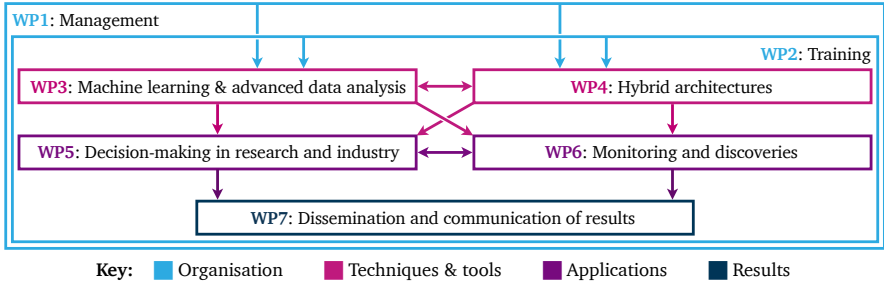 WP1: Management
WP2: Training
WP3: Machine learning & advanced data analysis
WP4: Hybrid architectures
WP5: Decision-making in research and industry
WP6: Monitoring and discoveries
WP7: Dissemination and communication of results
Key: Organisation Techniques & tools Applications Results